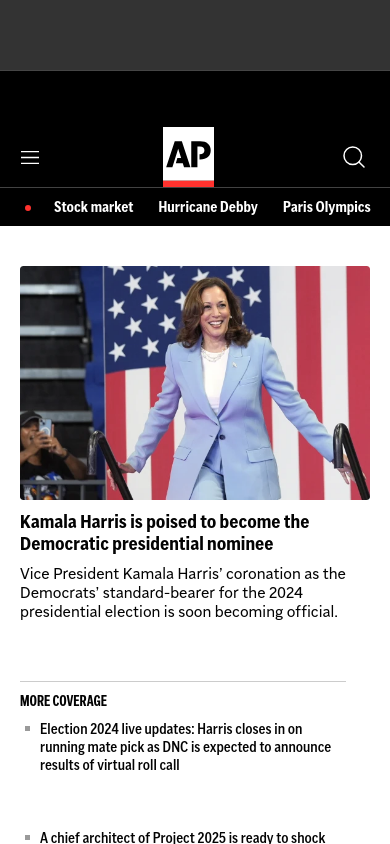 AP
Stock market Hurricane Debby Paris Olympics
Kamala Harris is poised to become the
Democratic presidential nominee
Vice President Kamala Harris’ coronation as the
Democrats’ standard-bearer for the 2024
presidential election is soon becoming official.
MORE COVERAGE
Election 2024 live updates: Harris closes in on
running mate pick as DNC is expected to announce
results of virtual roll call
A chief architect of Project 2025 is ready to shock